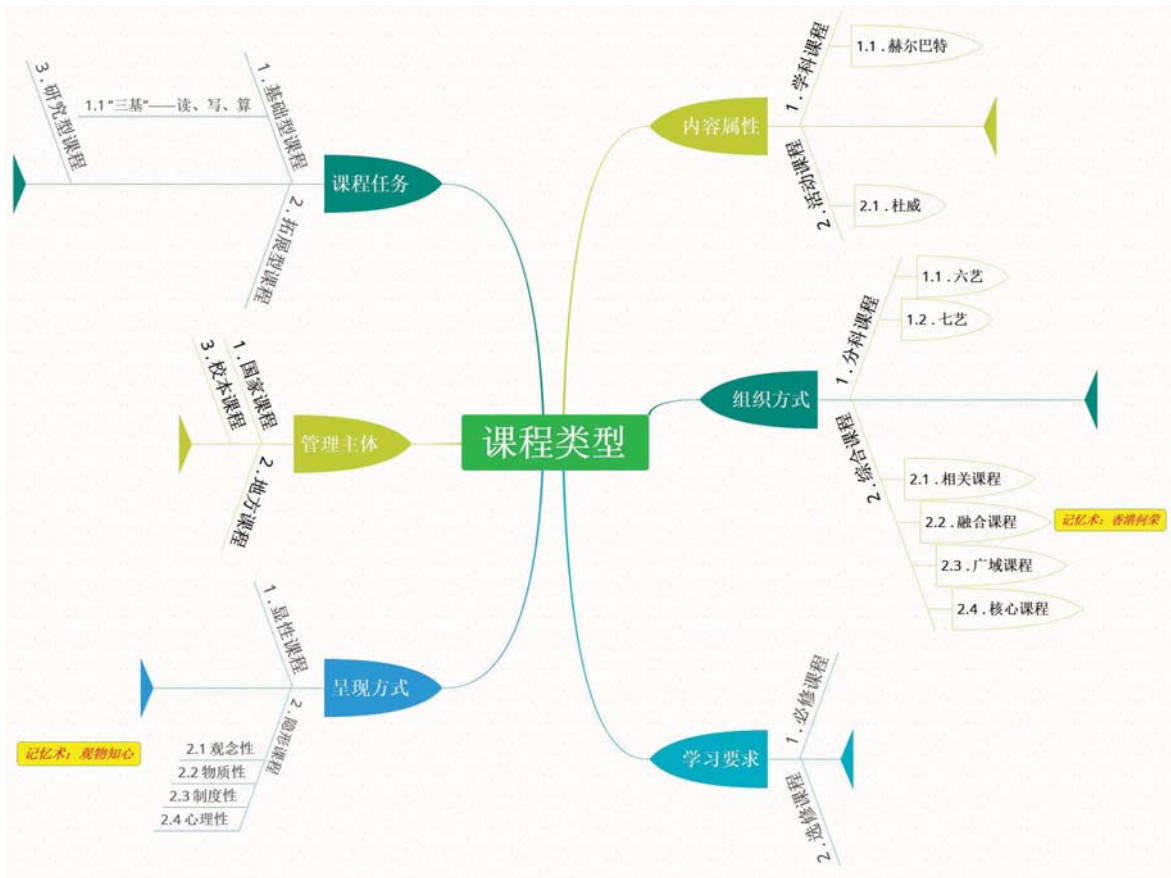 课程类型
内容属性
1.学科课程
1.1.赫尔巴特
2.活动课程
2.1.杜威
组织方式
1.分科课程
1.1.六艺
1.2.七艺
2.综合课程
2.1.相关课程
2.2.融合课程
记忆术：香港何荣
2.3.广域课程
2.4.核心课程
学习要求
1.必修课程
2.选修课程
课程任务
1.基础型课程
1.1“三基”——读、写、算
2.拓展型课程
3.研究型课程
管理主体
1.国家课程
2.地方课程
3.校本课程
呈现方式
1.显性课程
2.隐形课程
2.1观念性
2.2物质性
2.3制度性
2.4心理性
记忆术：观物知心